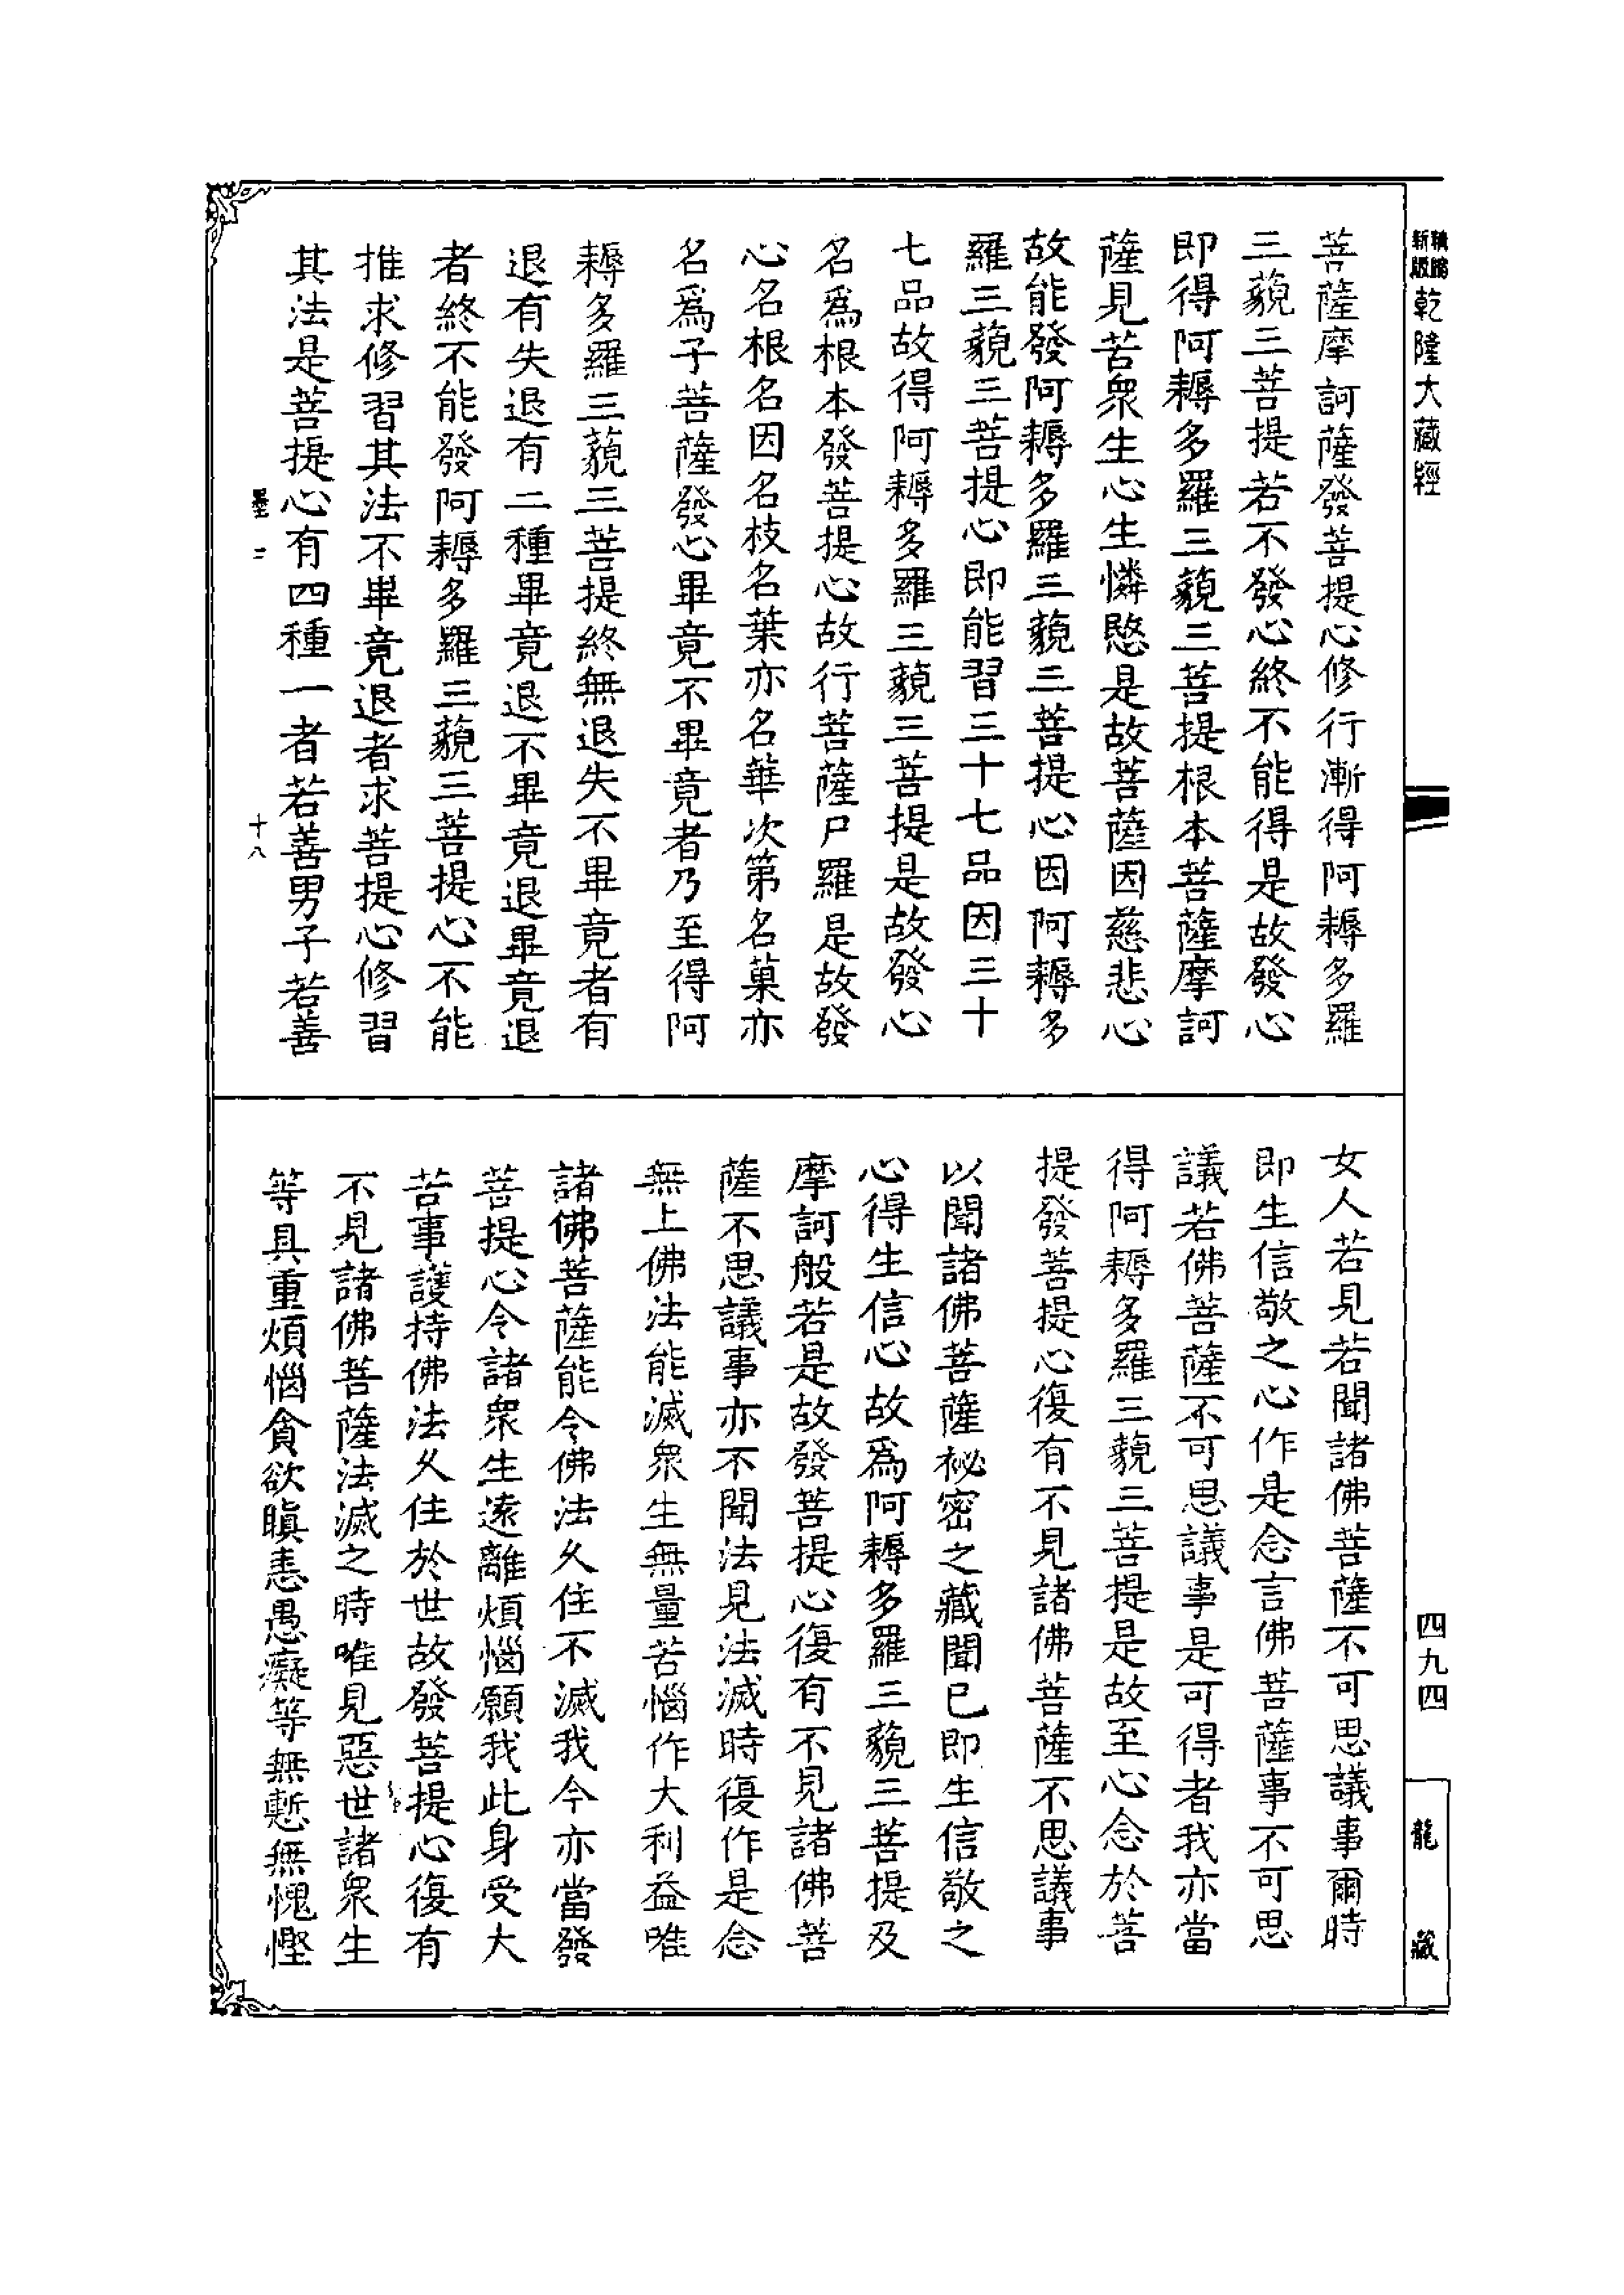 乾隆大藏經
四九四
龍藏
菩薩摩訶薩發菩提心修行漸得阿耨多羅
三藐三菩提若不發心終不能得是故發心
即得阿耨多羅三藐三菩提根本菩薩摩訶
薩見苦衆生心生憐愍是故菩薩因慈悲心
故能發阿耨多羅三藐三菩提心因阿耨多
羅三藐三菩提心即能習三十七品因三十
七品故得阿耨多羅三藐三菩提是故發心
名爲根本發菩提心故行菩薩尸羅是故發
心名根名因名枝名葉亦名華次第名菓亦
名爲子菩薩發心畢竟不畢竟者乃至得阿
耨多羅三藐三菩提終無退失不畢竟者有
退有失退有二種畢竟退不畢竟退畢竟退
者終不能發阿耨多羅三藐三菩提心不能
推求修習其法不畢竟退者求菩提心修習
其法是菩提心有四種一者若善男子若善
墨二 十八
女人若見若聞諸佛菩薩不可思議事爾時
即生信敬之心作是念言佛菩薩事不可思
議若佛菩薩不可思議事是可得者我亦當
得阿耨多羅三藐三菩提是故至心念於菩
提發菩提心復有不見諸佛菩薩不思議事
以聞諸佛菩薩祕密之藏聞已即生信敬之
心得生信心故爲阿耨多羅三藐三菩提及
摩訶般若是故發菩提心復有不見諸佛菩
薩不思議事亦不聞法見法滅時復作是念
無上佛法能滅衆生無量苦惱作大利益唯
諸佛菩薩能令佛法久住不滅我今亦當發
菩提心令諸衆生遠離煩惱願我此身受大
苦事護持佛法久住於世故發菩提心復有
不見諸佛菩薩法滅之時唯見惡世諸衆生
等具重煩惱貪欲瞋恚愚癡等無慙無愧慳